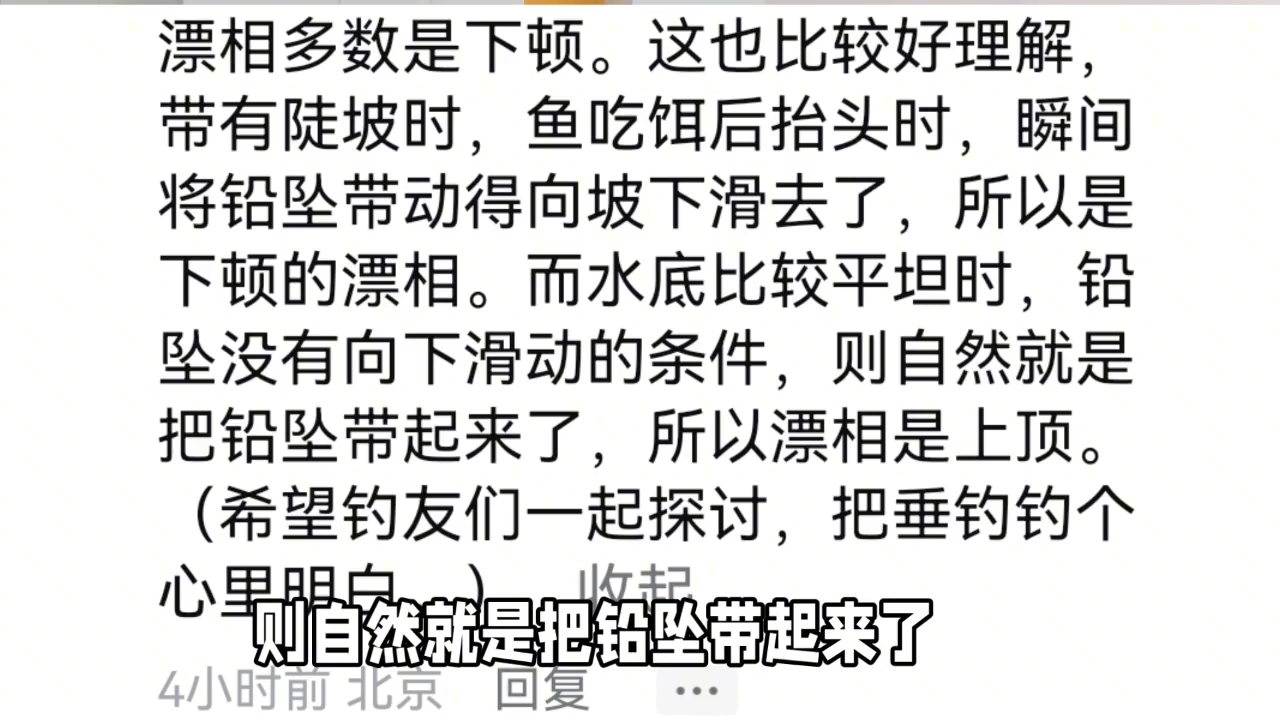 漂相多数是下顿。这也比较好理解，
带有陡坡时，鱼吃饵后抬头时，瞬间
将铅坠带动得向坡下滑去了，所以是
下顿的漂相。而水底比较平坦时，铅
坠没有向下滑动的条件，则自然就是
把铅坠带起来了，所以漂相是上顶。
（希望钓友们一起探讨，把垂钓钓个
心里明白。） 收起
则自然就是把铅坠带起来了
4小时前 北京 回复 ···